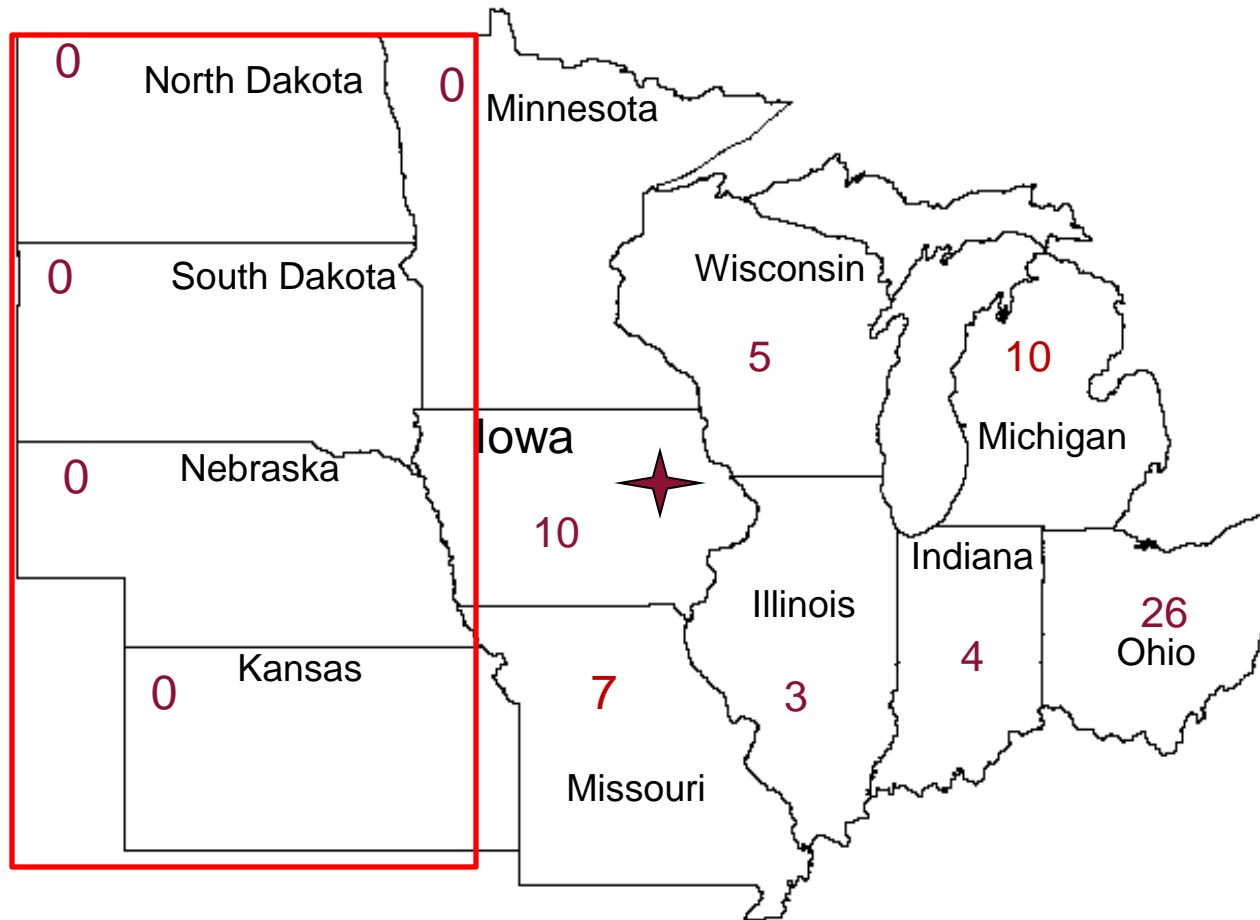 0
North Dakota
0
Minnesota
0
South Dakota
Wisconsin
5
10
Michigan
Iowa
0
Nebraska
10
Indiana
Illinois
26
Ohio
0
Kansas
7
3
4
Missouri